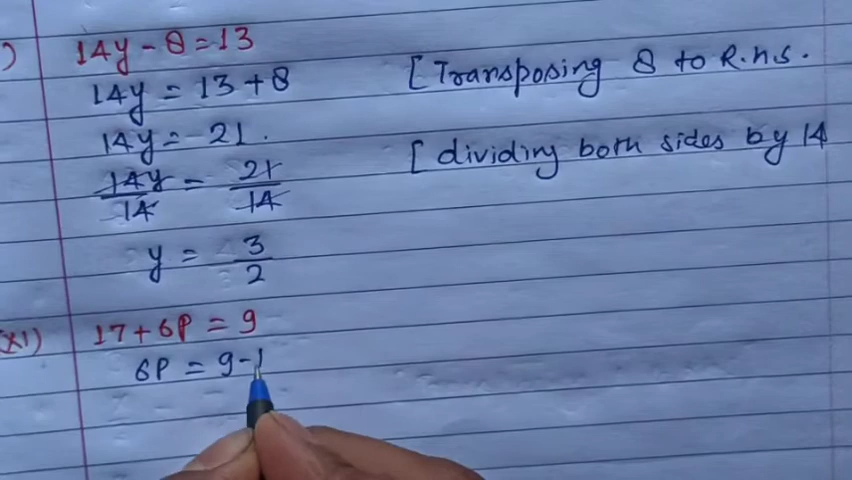 ) 14y - 8 = 13
14y = 13 + 8 [Transposing 8 to R.h.s.
14y = 21.
[dividing both sides by 14
14y/14 = 21/14
y = 3/2
(x1) 17 + 6P = 9
6P = 9 - 1